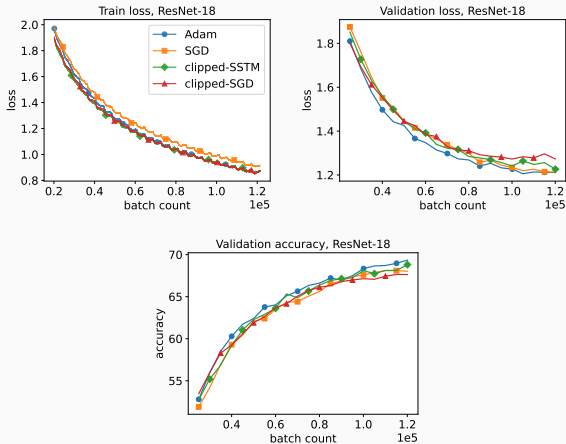 Train loss, ResNet-18
2.0
1.8
1.6
1.4
1.2
1.0
0.8
loss
Adam
SGD
clipped-SSTM
clipped-SGD
0.0
0.2
0.4
0.6
0.8
1.0
1.2
batch count
1e5
Validation loss, ResNet-18
1.8
1.6
1.4
1.2
loss
0.4
0.6
0.8
1.0
1.2
batch count
1e5
Validation accuracy, ResNet-18
70
65
60
55
accuracy
0.4
0.6
0.8
1.0
1.2
batch count
1e5